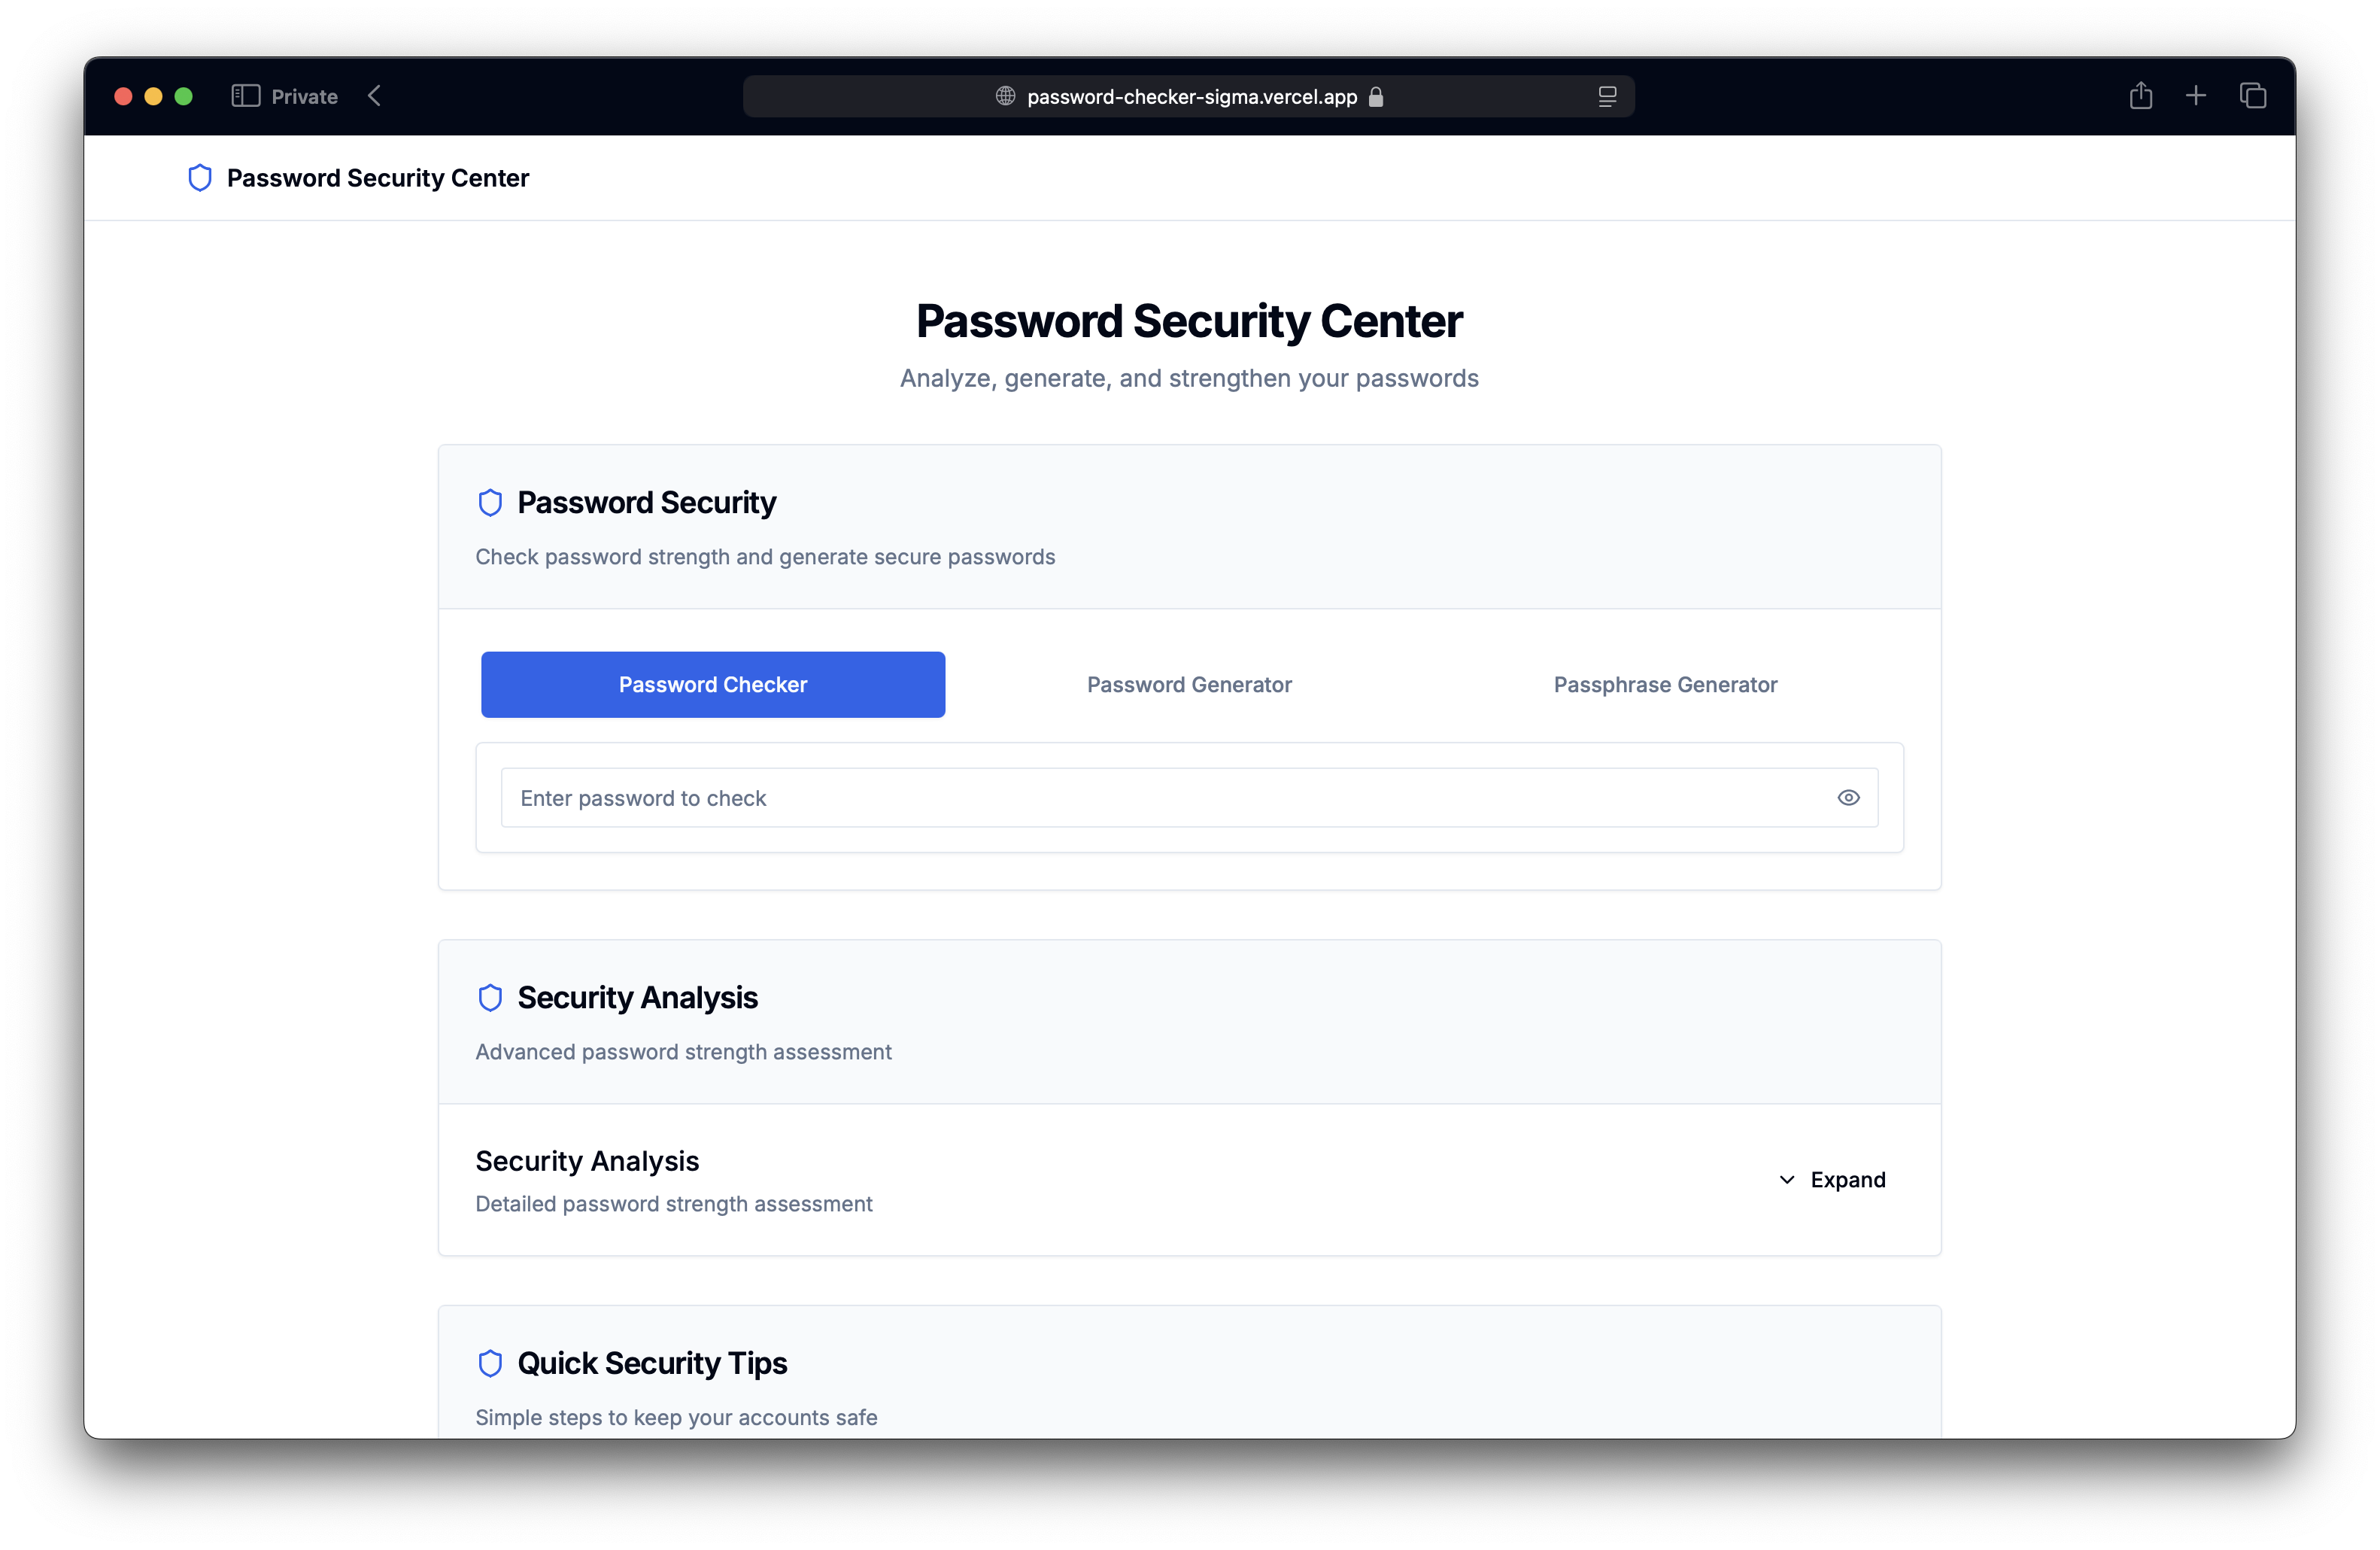 Private
password-checker-sigma.vercel.app
Password Security Center
Password Security Center
Analyze, generate, and strengthen your passwords
Password Security
Check password strength and generate secure passwords
Password Checker
Password Generator
Passphrase Generator
Enter password to check
Security Analysis
Advanced password strength assessment
Security Analysis
Expand
Detailed password strength assessment
Quick Security Tips
Simple steps to keep your accounts safe